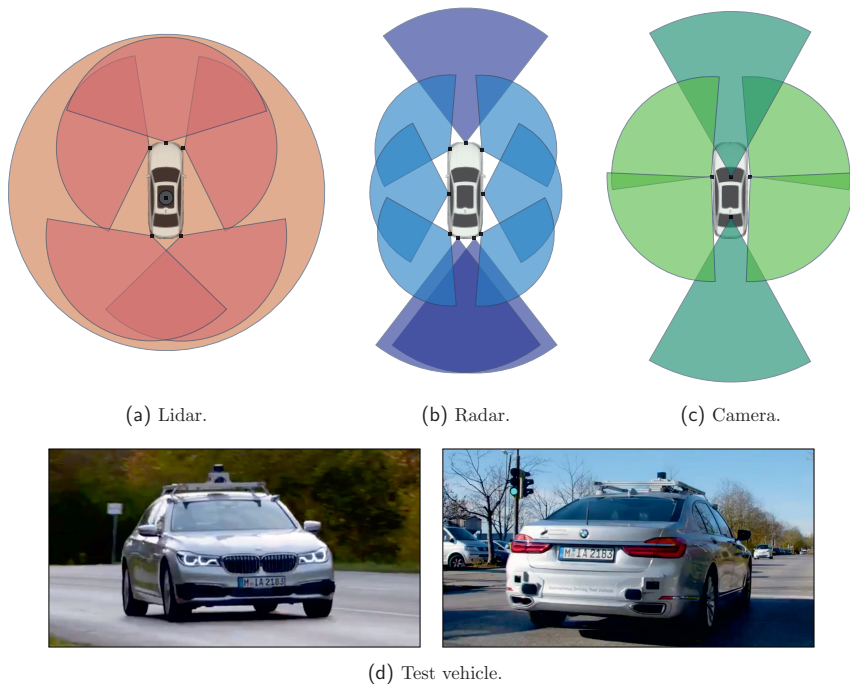 (a) Lidar.
(b) Radar.
(c) Camera.
M-IA 2183
M-IA 2183
(d) Test vehicle.